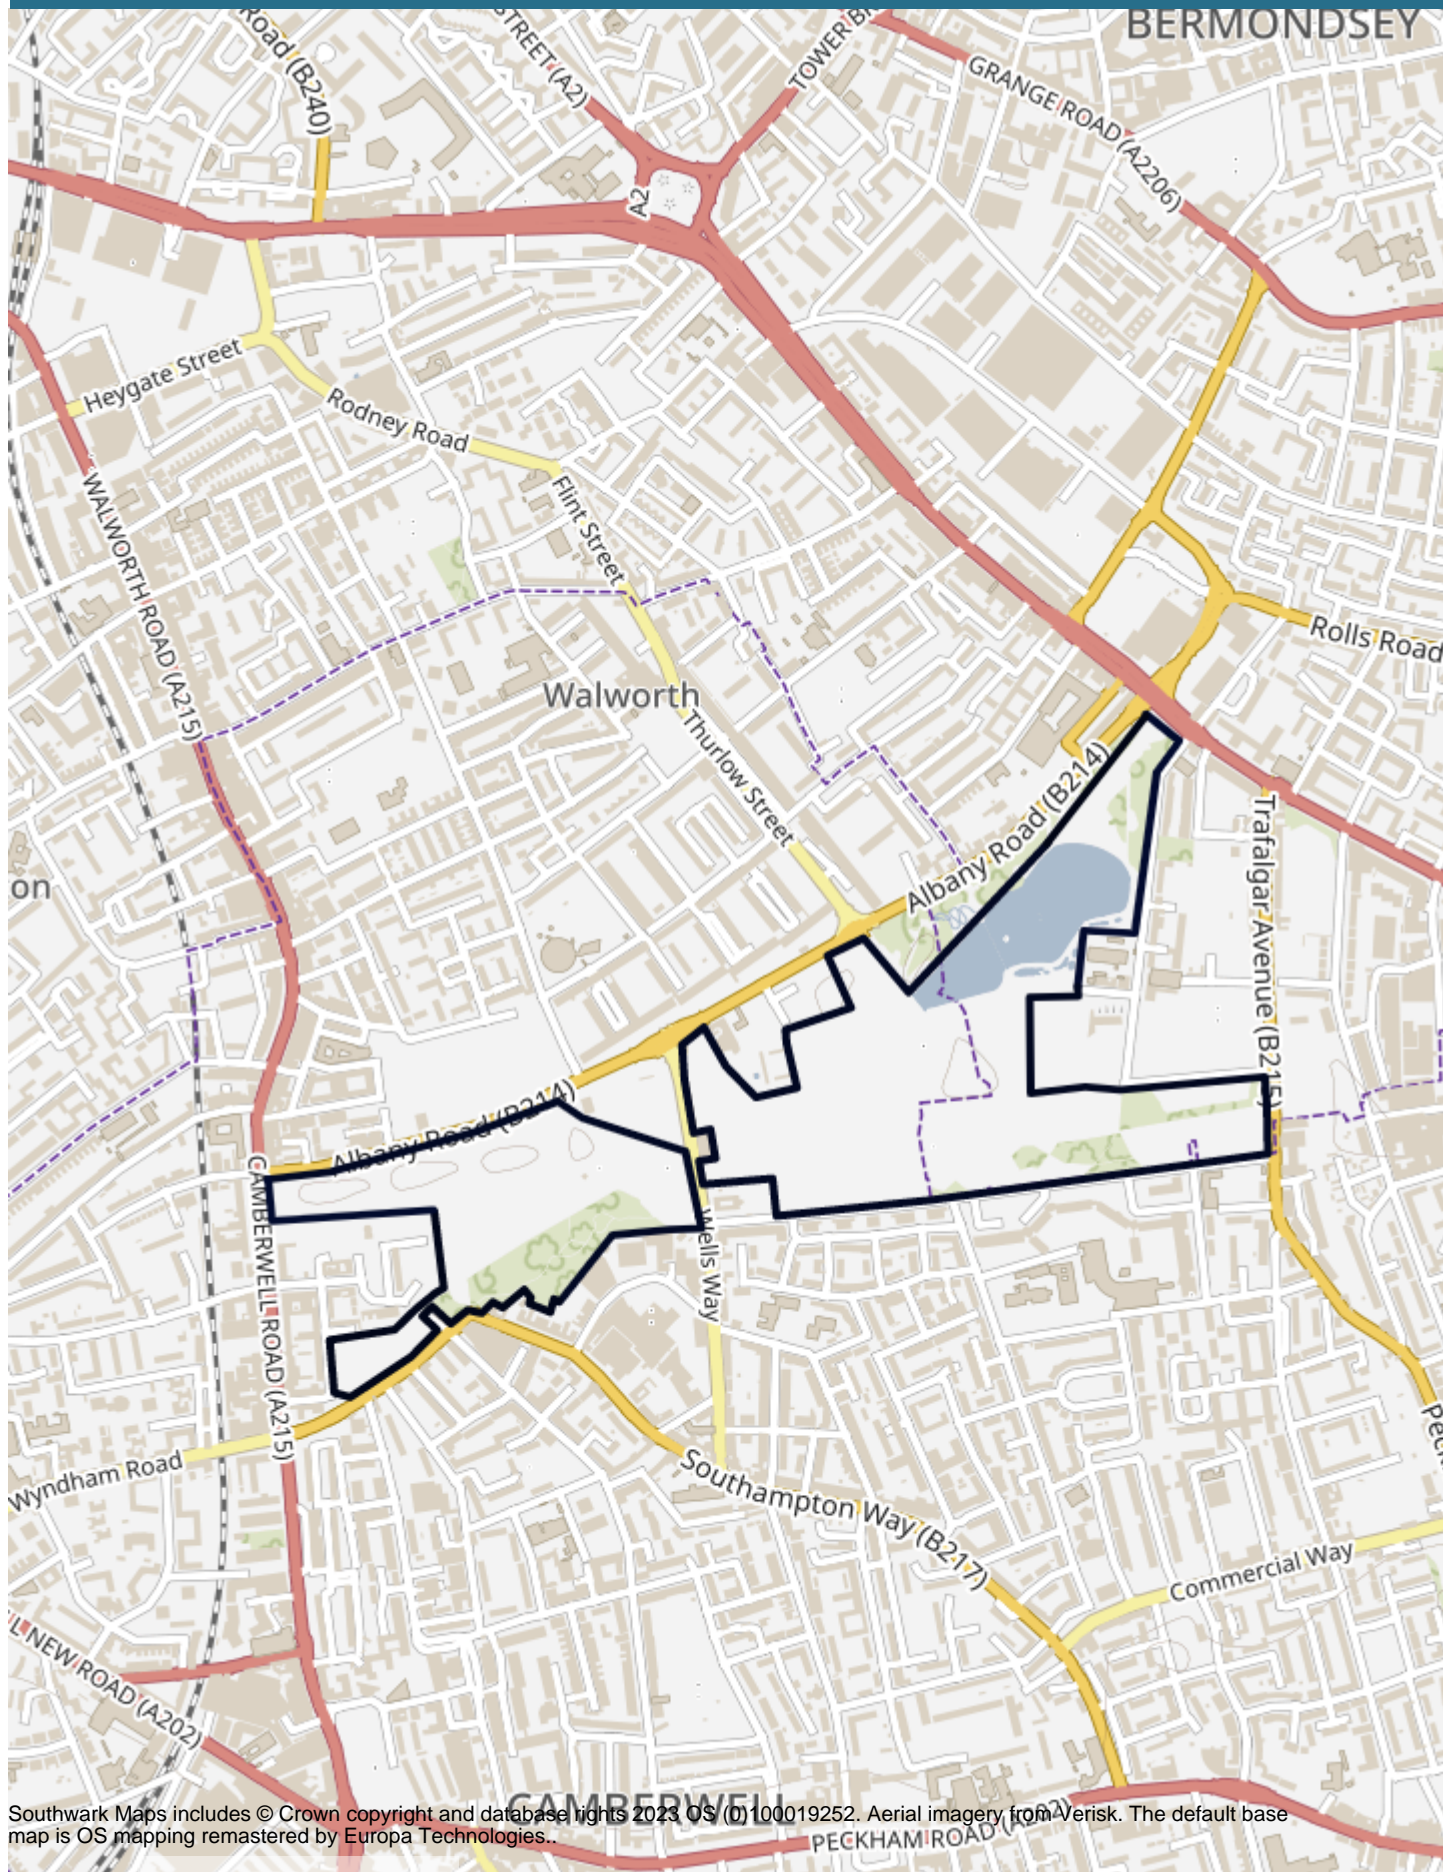 BERMONDSEY
Road (B240)
STREET (A2)
TOWER B
GRANGE ROAD (A2206)
A2
Heygate Street
Rodney Road
Flint Street
WALWORTH ROAD (A215)
Rolls Road
Walworth
Thurlow Street
Albany Road (B214)
Trafalgar Avenue (B215)
on
Albany Road (B214)
CAMBERWELL ROAD (A215)
Wells Way
Wyndham Road
Southampton Way (B217)
Commercial Way
Peck
L NEW ROAD (A202)
CAMBERWELL
PECKHAM ROAD (A202)
Southwark Maps includes © Crown copyright and database rights 2023 OS (0)100019252. Aerial imagery from Verisk. The default base
map is OS mapping remastered by Europa Technologies..